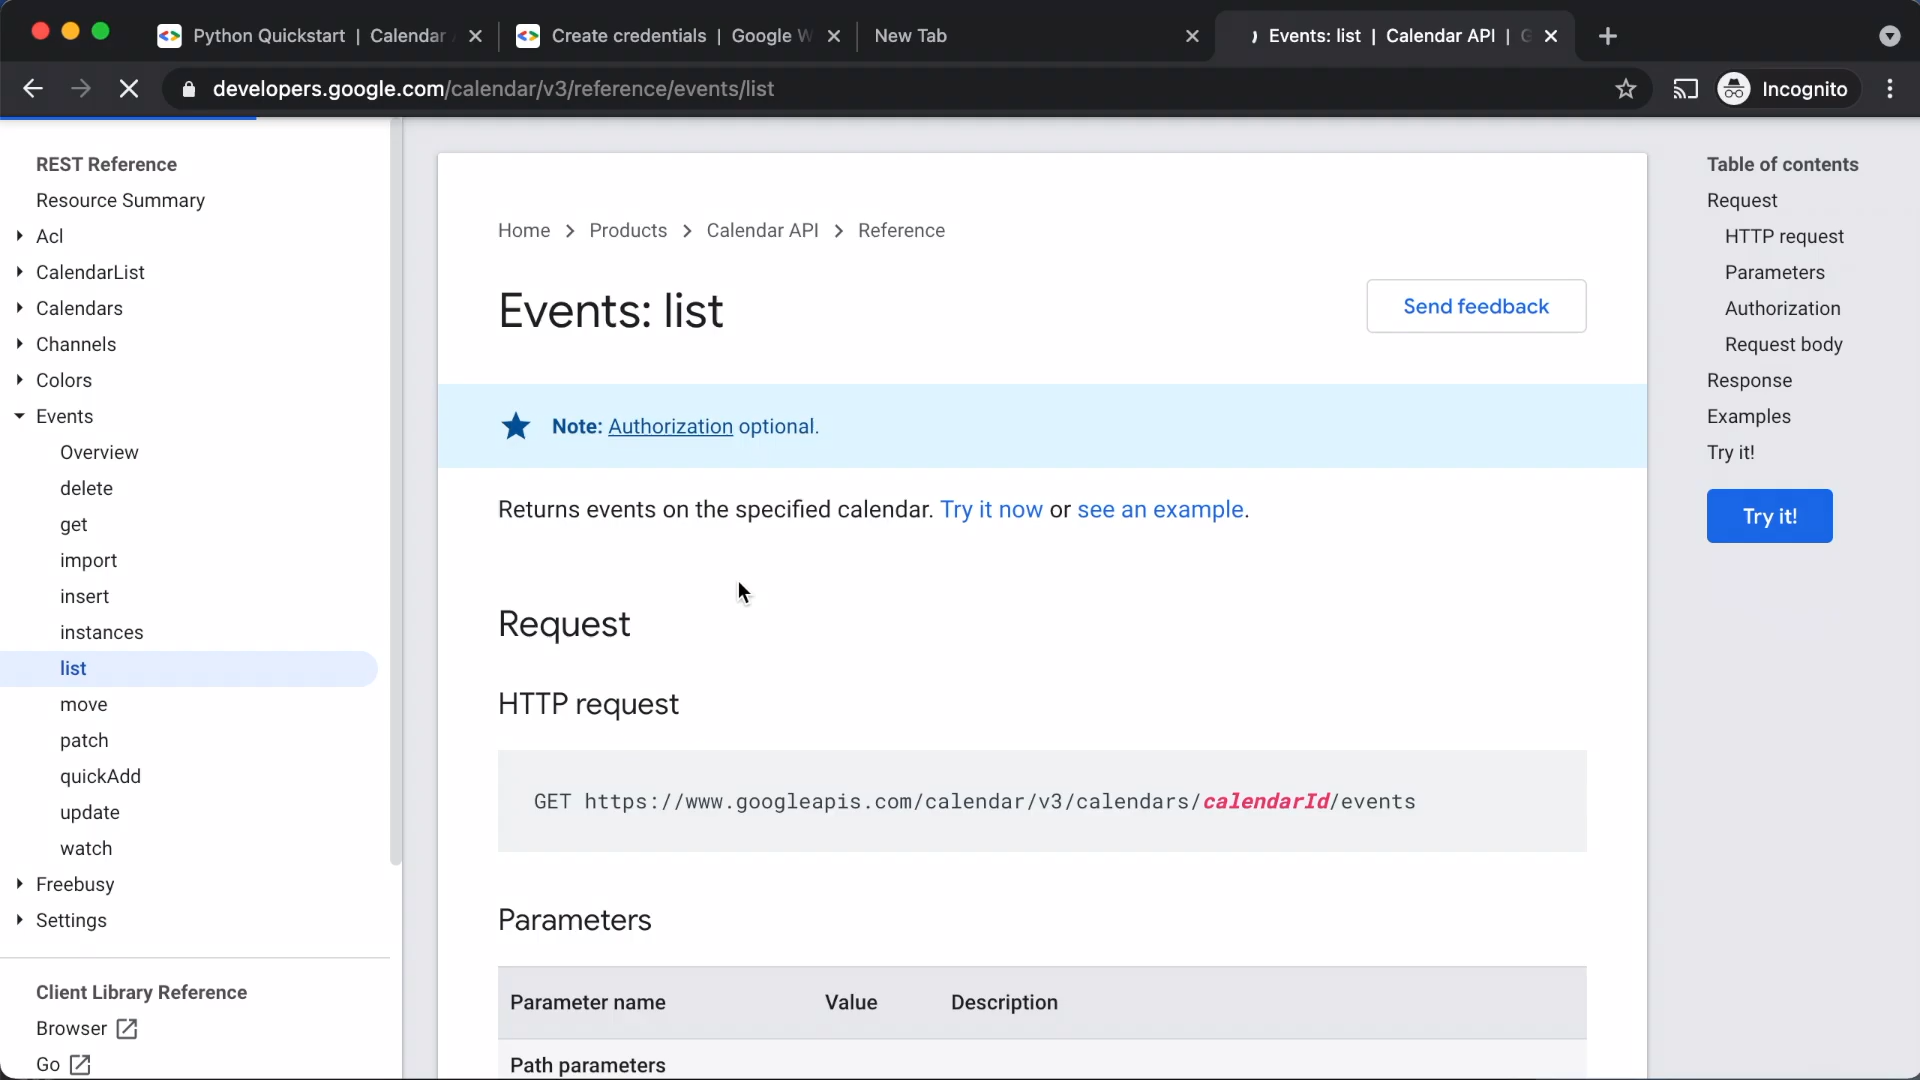 Python Quickstart | Calendar
Create credentials | Google W
New Tab
Events: list | Calendar API | G
developers.google.com/calendar/v3/reference/events/list
Incognito
REST Reference
Resource Summary
Acl
CalendarList
Calendars
Channels
Colors
Events
Overview
delete
get
import
insert
instances
list
move
patch
quickAdd
update
watch
Freebusy
Settings
Client Library Reference
Browser
Go
Home > Products > Calendar API > Reference
Events: list
Send feedback
Note: Authorization optional.
Returns events on the specified calendar. Try it now or see an example.
Request
HTTP request
GET https://www.googleapis.com/calendar/v3/calendars/calendarId/events
Parameters
Parameter name Value Description
Path parameters
Table of contents
Request
HTTP request
Parameters
Authorization
Request body
Response
Examples
Try it!
Try it!